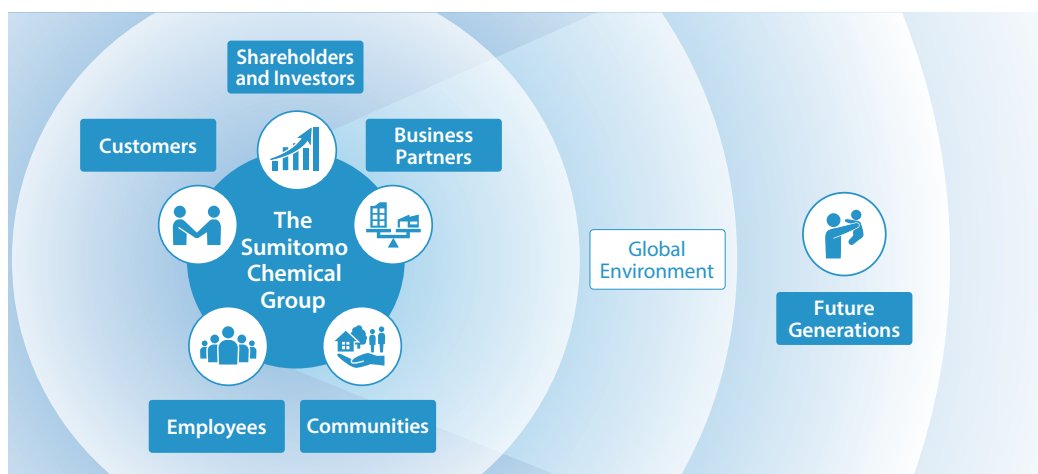 Shareholders
and Investors
Customers
Business
Partners
The
Sumitomo
Chemical
Group
Global
Environment
Future
Generations
Employees
Communities